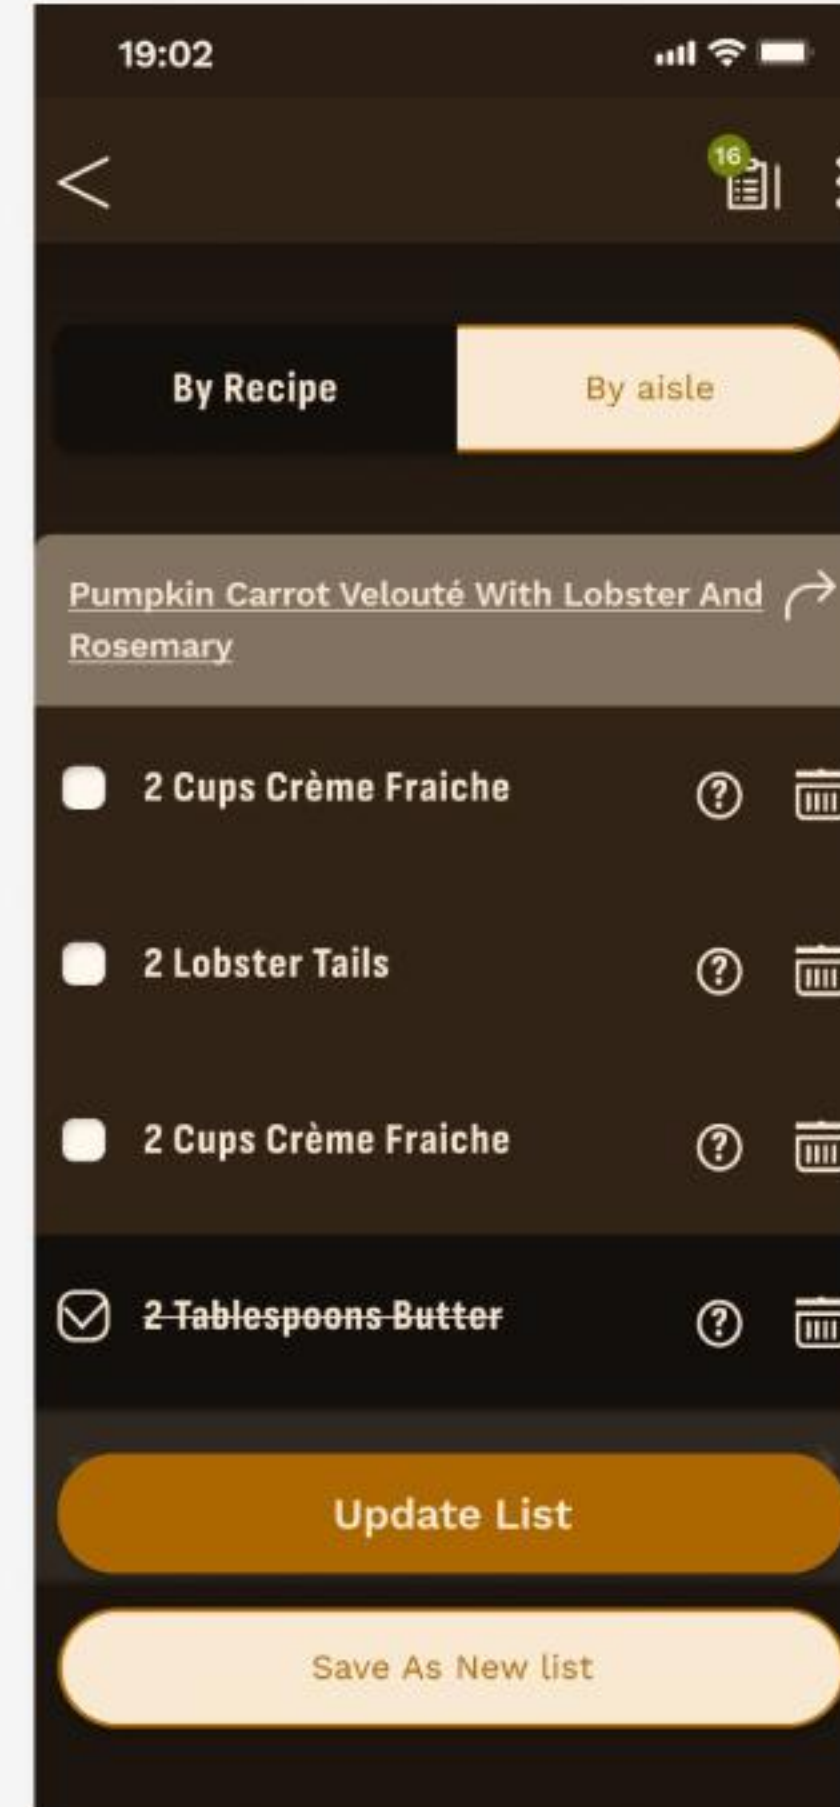 19:02
16
By Recipe
By aisle
Pumpkin Carrot Velouté With Lobster And
Rosemary
2 Cups Crème Fraiche
2 Lobster Tails
2 Cups Crème Fraiche
2 Tablespoons Butter
Update List
Save As New list